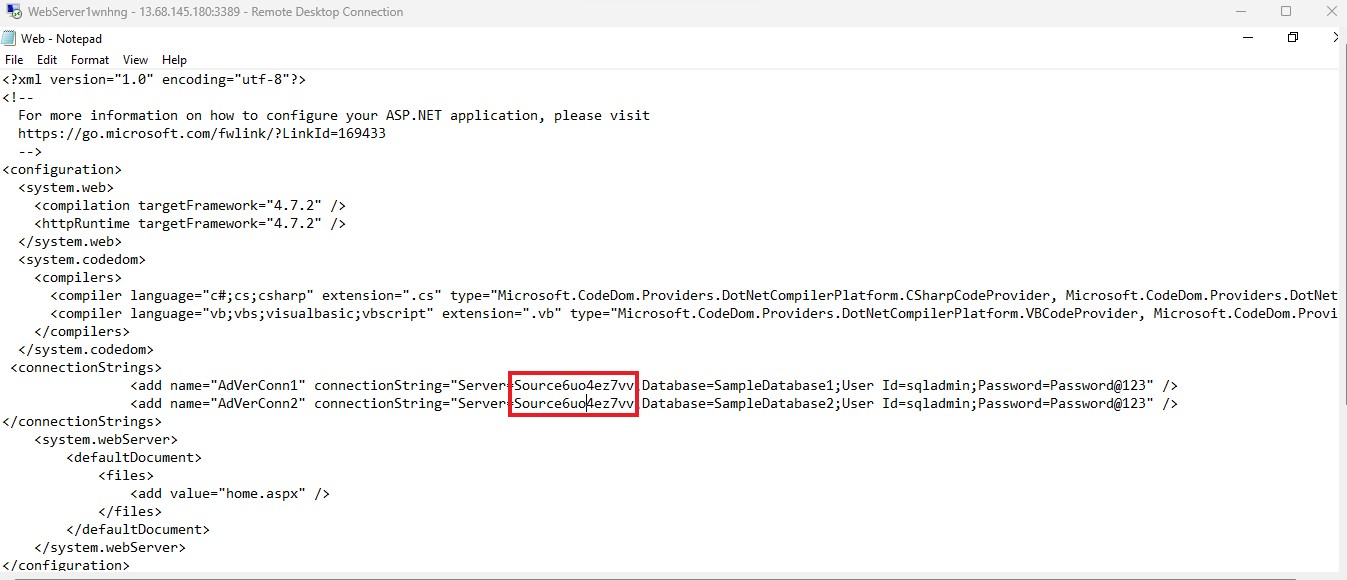 WebServer1wnhng - 13.68.145.180:3389 - Remote Desktop Connection
Web - Notepad
File Edit Format View Help
<?xml version="1.0" encoding="utf-8"?>
<!--
For more information on how to configure your ASP.NET application, please visit
https://go.microsoft.com/fwlink/?LinkId=169433
-->
<configuration>
<system.web>
<compilation targetFramework="4.7.2" />
<httpRuntime targetFramework="4.7.2" />
</system.web>
<system.codedom>
<compilers>
<compiler language="c#;cs;csharp" extension=".cs" type="Microsoft.CodeDom.Providers.DotNetCompilerPlatform.CSharpCodeProvider, Microsoft.CodeDom.Providers.DotNet
<compiler language="vb;vbs;visualbasic;vbscript" extension=".vb" type="Microsoft.CodeDom.Providers.DotNetCompilerPlatform.VBCodeProvider, Microsoft.CodeDom.Provi
</compilers>
</system.codedom>
<connectionStrings>
<add name="AdVerConn1" connectionString="Server=Source6uo4ez7vv;Database=SampleDatabase1;User Id=sqladmin;Password=Password@123" />
<add name="AdVerConn2" connectionString="Server=Source6uo4ez7vv;Database=SampleDatabase2;User Id=sqladmin;Password=Password@123" />
</connectionStrings>
<system.webServer>
<defaultDocument>
<files>
<add value="home.aspx" />
</files>
</defaultDocument>
</system.webServer>
</configuration>